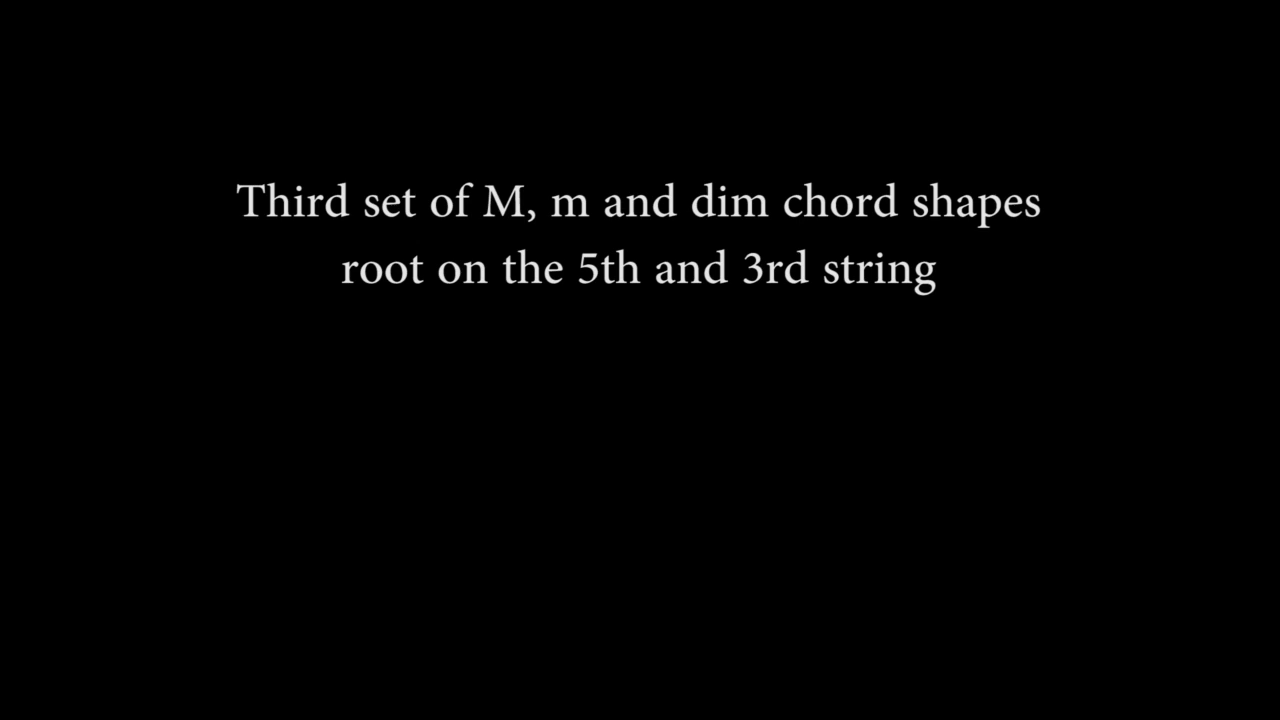 Third set of M, m and dim chord shapes
root on the 5th and 3rd string